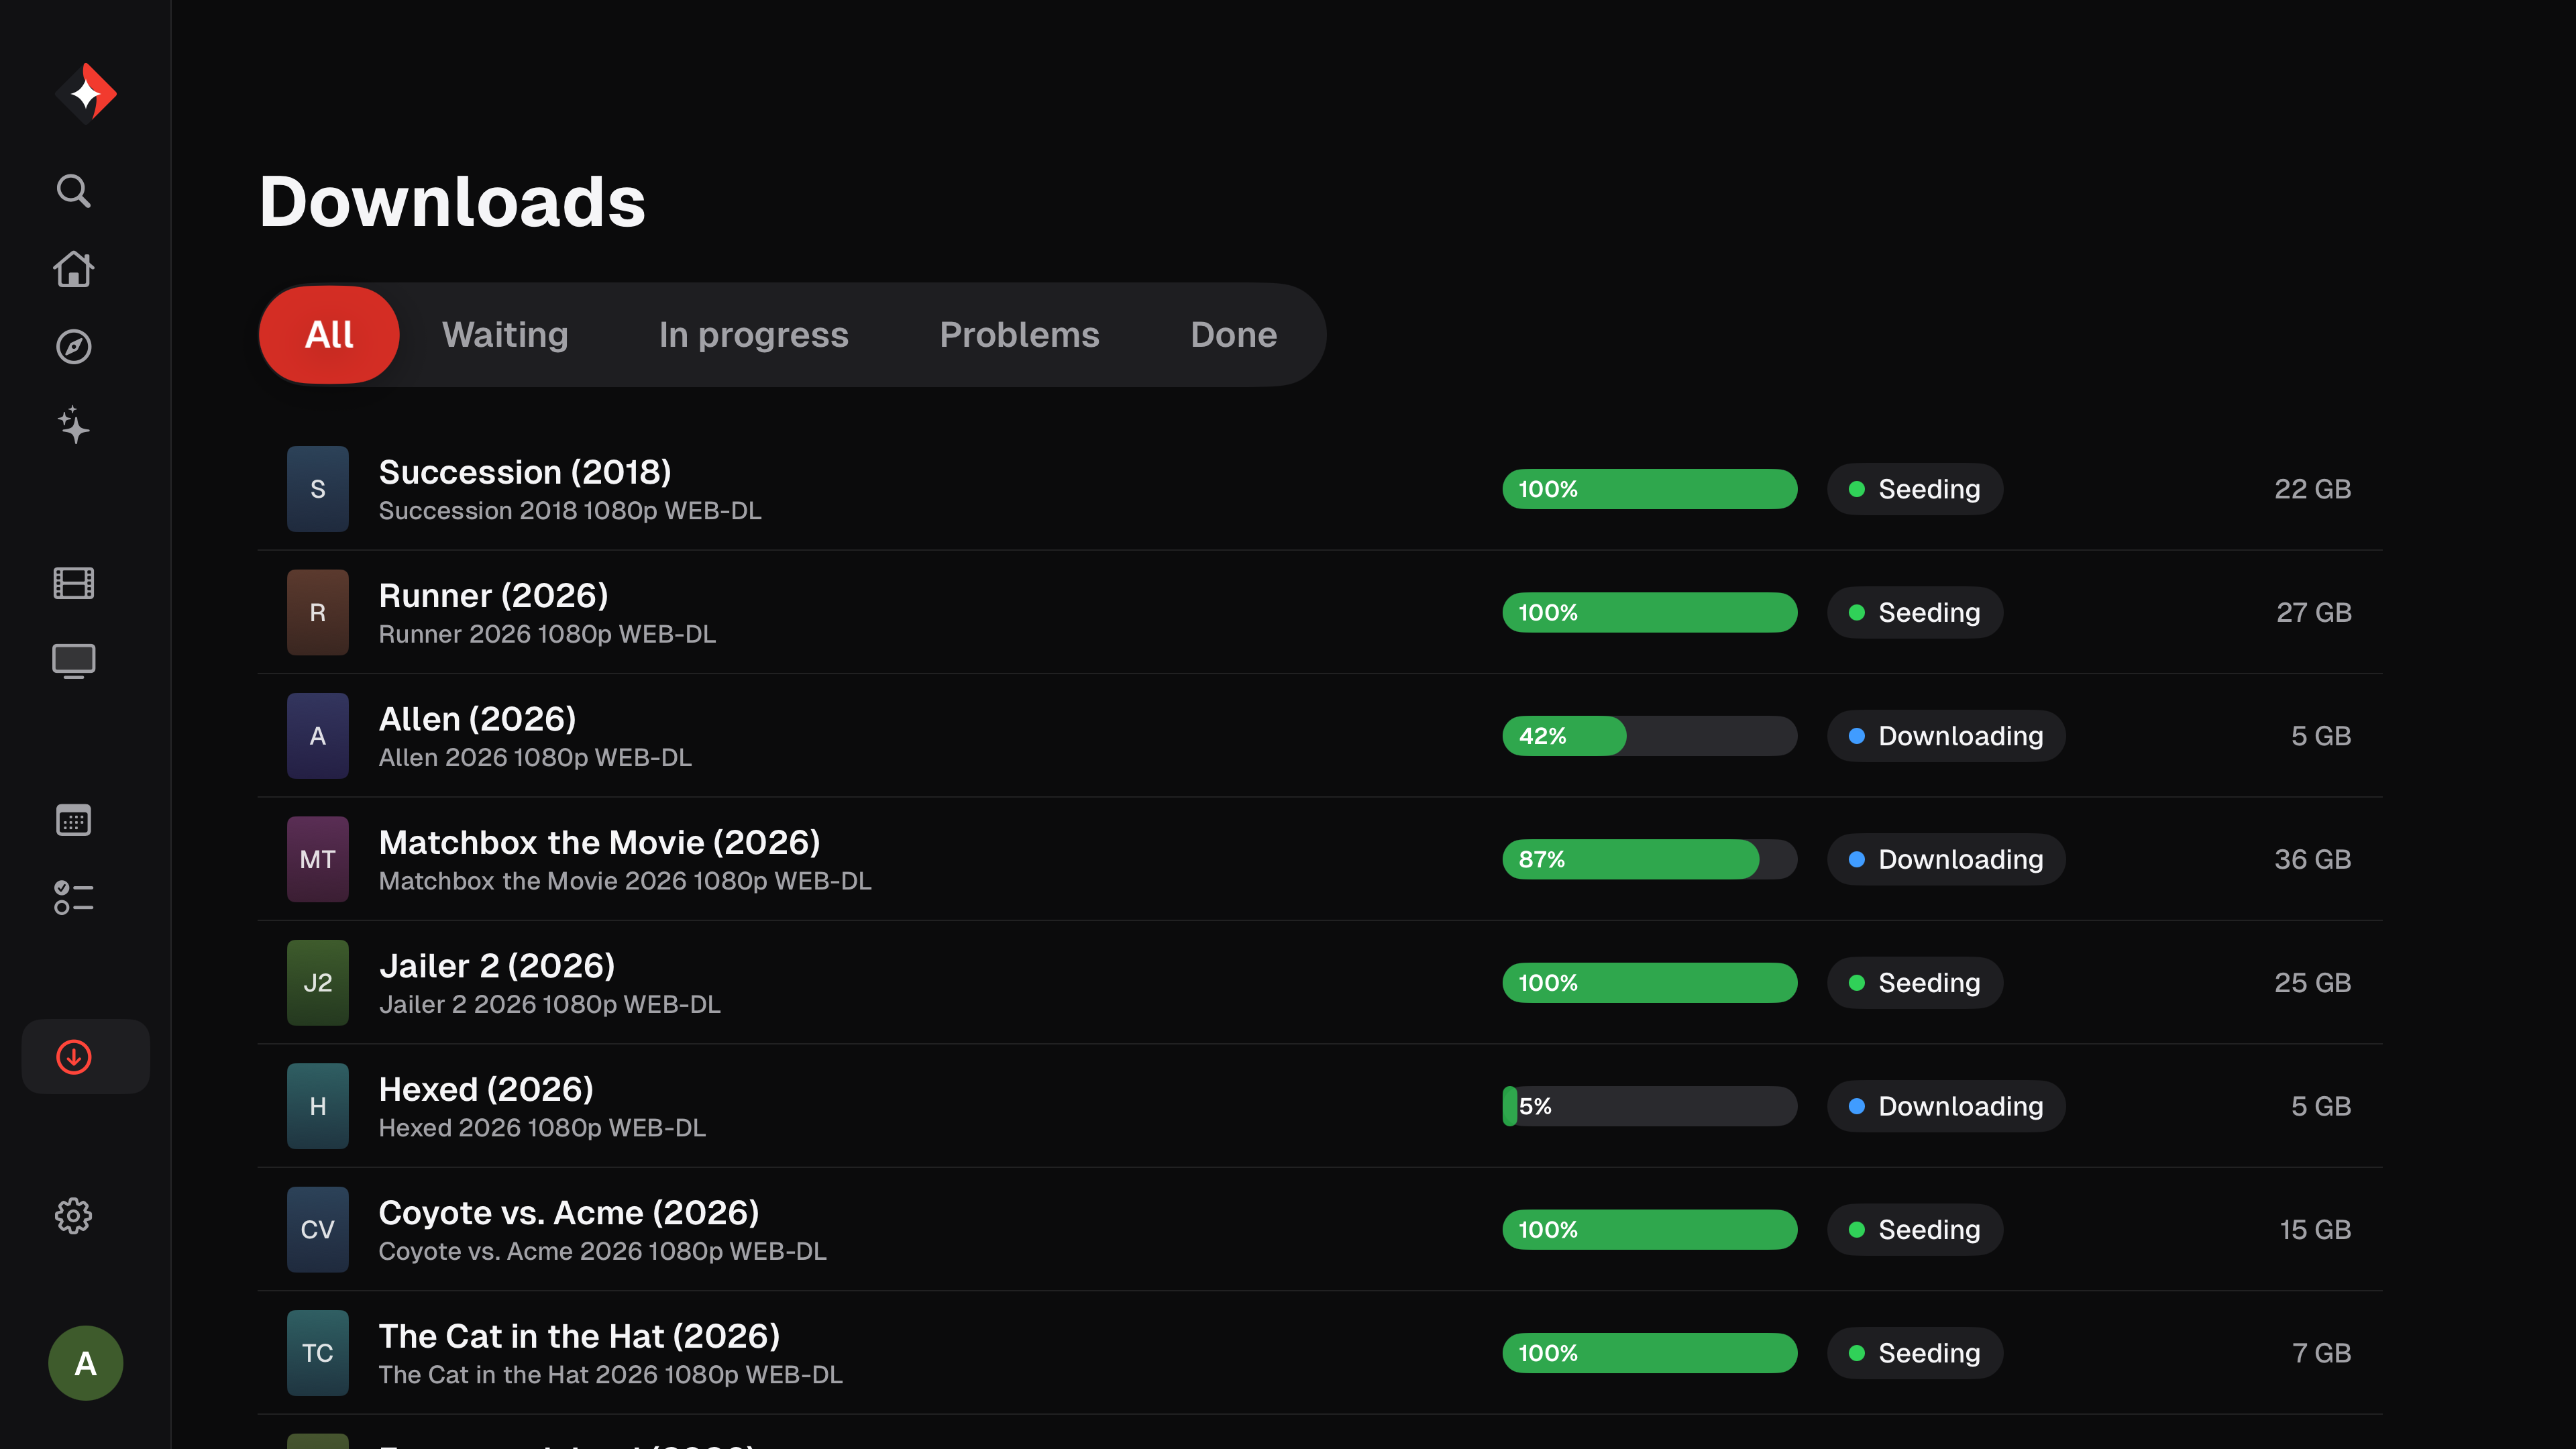 Downloads
All Waiting In progress Problems Done
S
Succession (2018)
Succession 2018 1080p WEB-DL
100%
Seeding
22 GB
R
Runner (2026)
Runner 2026 1080p WEB-DL
100%
Seeding
27 GB
A
Allen (2026)
Allen 2026 1080p WEB-DL
42%
Downloading
5 GB
MT
Matchbox the Movie (2026)
Matchbox the Movie 2026 1080p WEB-DL
87%
Downloading
36 GB
J2
Jailer 2 (2026)
Jailer 2 2026 1080p WEB-DL
100%
Seeding
25 GB
H
Hexed (2026)
Hexed 2026 1080p WEB-DL
5%
Downloading
5 GB
CV
Coyote vs. Acme (2026)
Coyote vs. Acme 2026 1080p WEB-DL
100%
Seeding
15 GB
TC
The Cat in the Hat (2026)
The Cat in the Hat 2026 1080p WEB-DL
100%
Seeding
7 GB
A